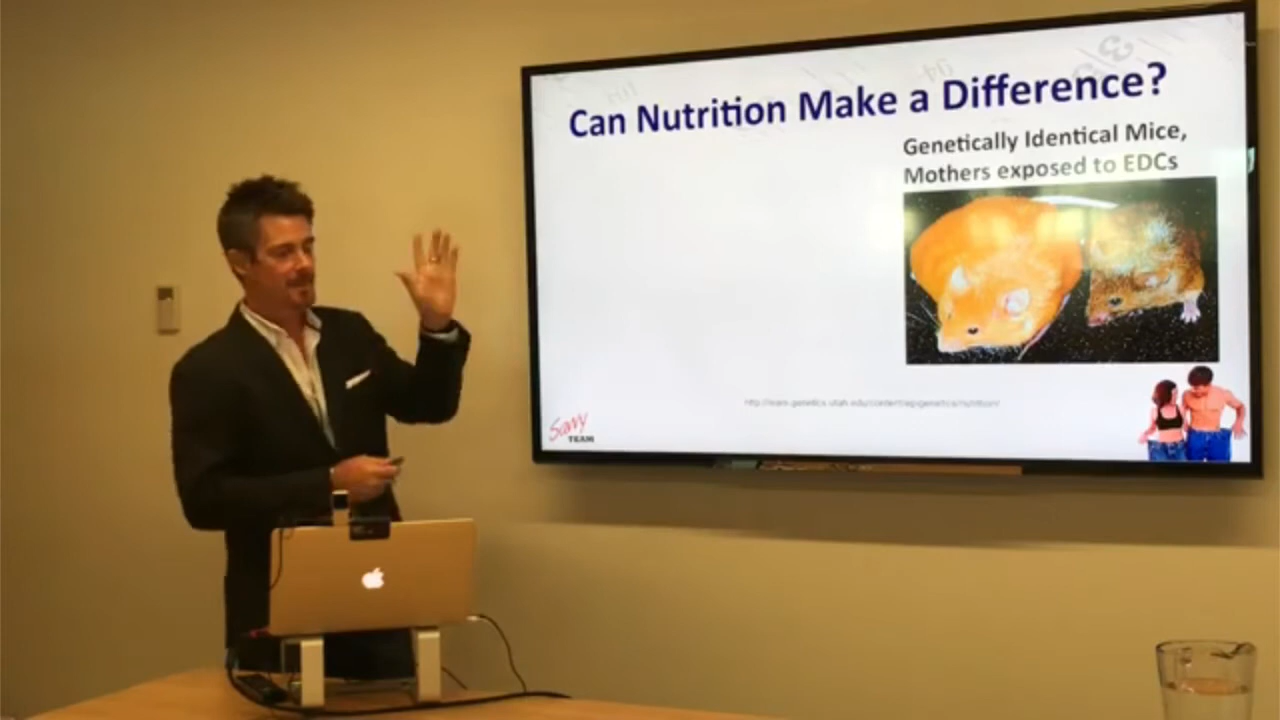 Can Nutrition Make a Difference?
Genetically Identical Mice,
Mothers exposed to EDCs
Savvy
TEAM